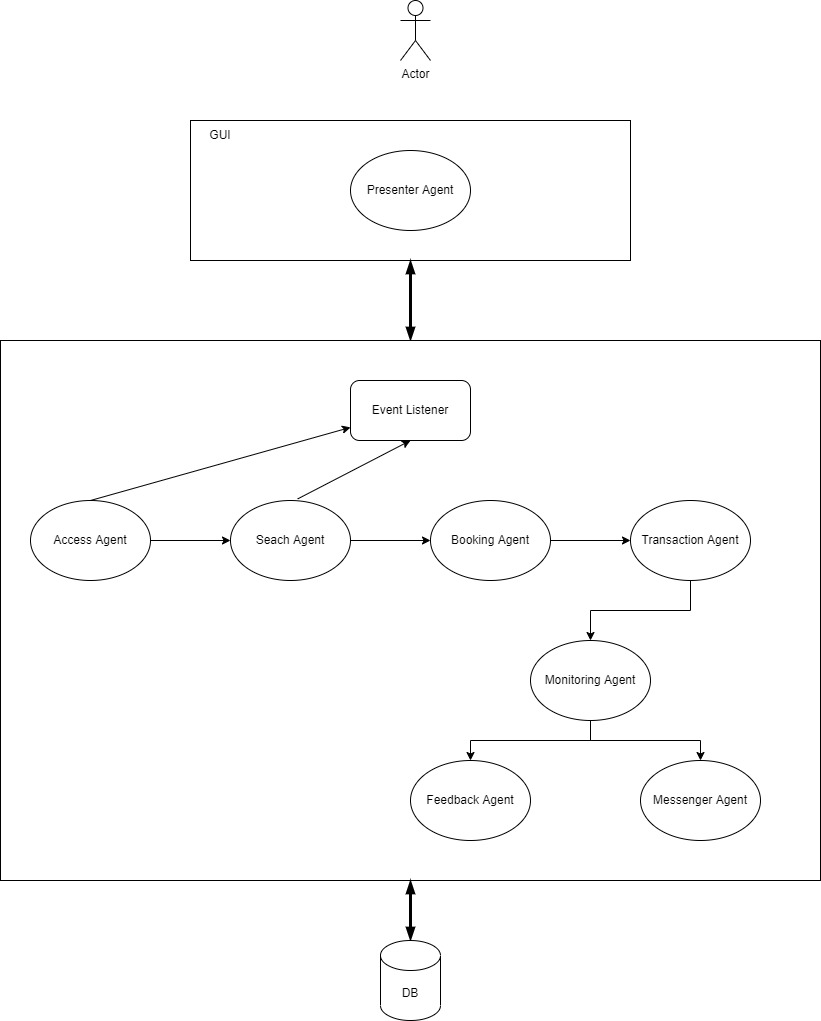 Actor
GUI
Presenter Agent
Event Listener
Access Agent
Seach Agent
Booking Agent
Transaction Agent
Monitoring Agent
Feedback Agent
Messenger Agent
DB